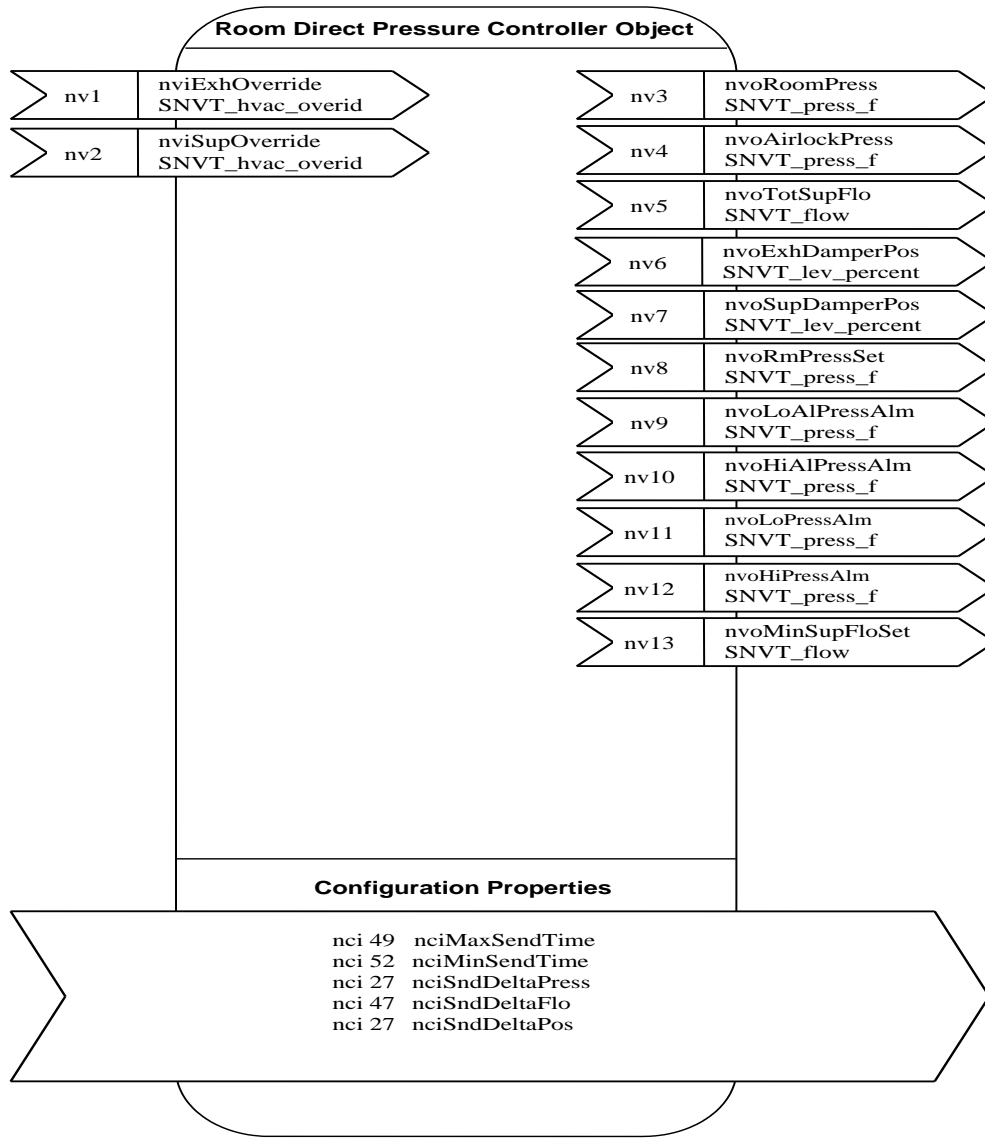 Room Direct Pressure Controller Object
nv1
nviExhOverride
SNVT_hvac_overid
nv2
nviSupOverride
SNVT_hvac_overid
nv3
nvoRoomPress
SNVT_press_f
nv4
nvoAirlockPress
SNVT_press_f
nv5
nvoTotSupFlo
SNVT_flow
nv6
nvoExhDamperPos
SNVT_lev_percent
nv7
nvoSupDamperPos
SNVT_lev_percent
nv8
nvoRmPressSet
SNVT_press_f
nv9
nvoLoAlPressAlm
SNVT_press_f
nv10
nvoHiAlPressAlm
SNVT_press_f
nv11
nvoLoPressAlm
SNVT_press_f
nv12
nvoHiPressAlm
SNVT_press_f
nv13
nvoMinSupFloSet
SNVT_flow
Configuration Properties
nci 49 nciMaxSendTime
nci 52 nciMinSendTime
nci 27 nciSndDeltaPress
nci 47 nciSndDeltaFlo
nci 27 nciSndDeltaPos